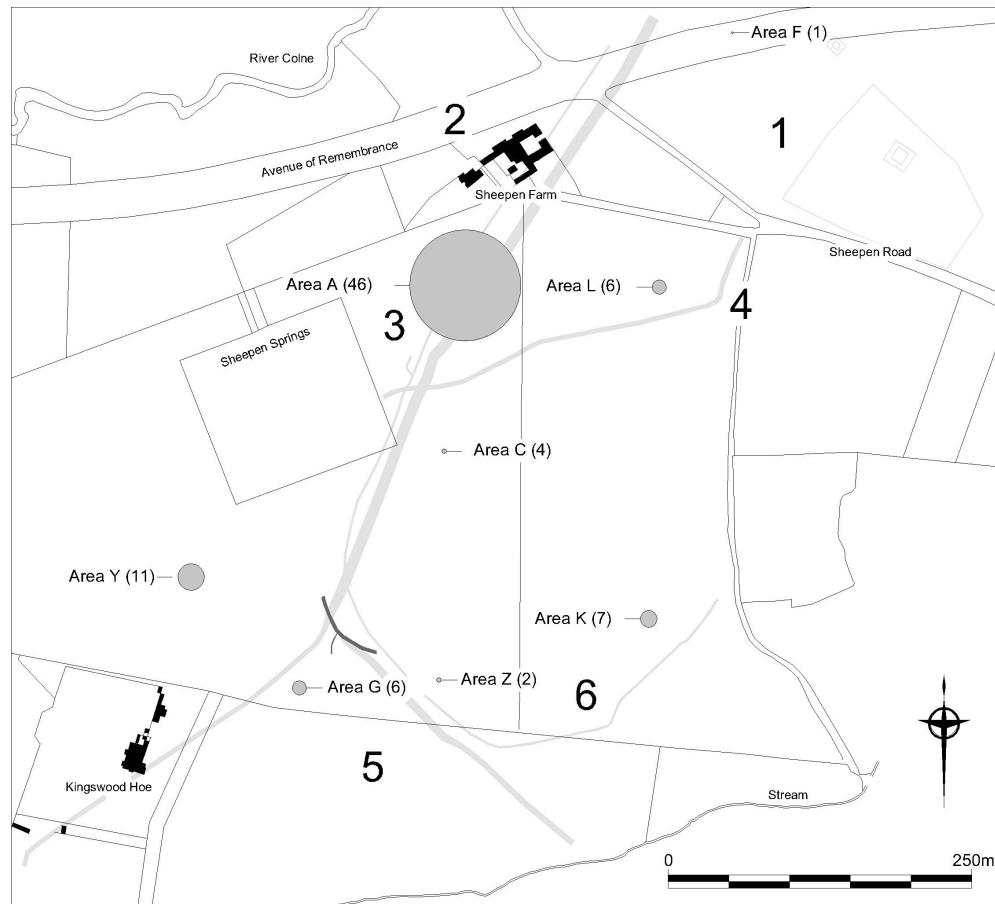 Area F (1)
River Colne
2
1
Avenue of Remembrance
Sheepen Farm
Sheepen Road
Area A (46)
Area L (6)
4
3
Sheepen Springs
Area C (4)
Area Y (11)
Area K (7)
Area Z (2)
Area G (6)
6
5
Kingswood Hoe
Stream
0 250m